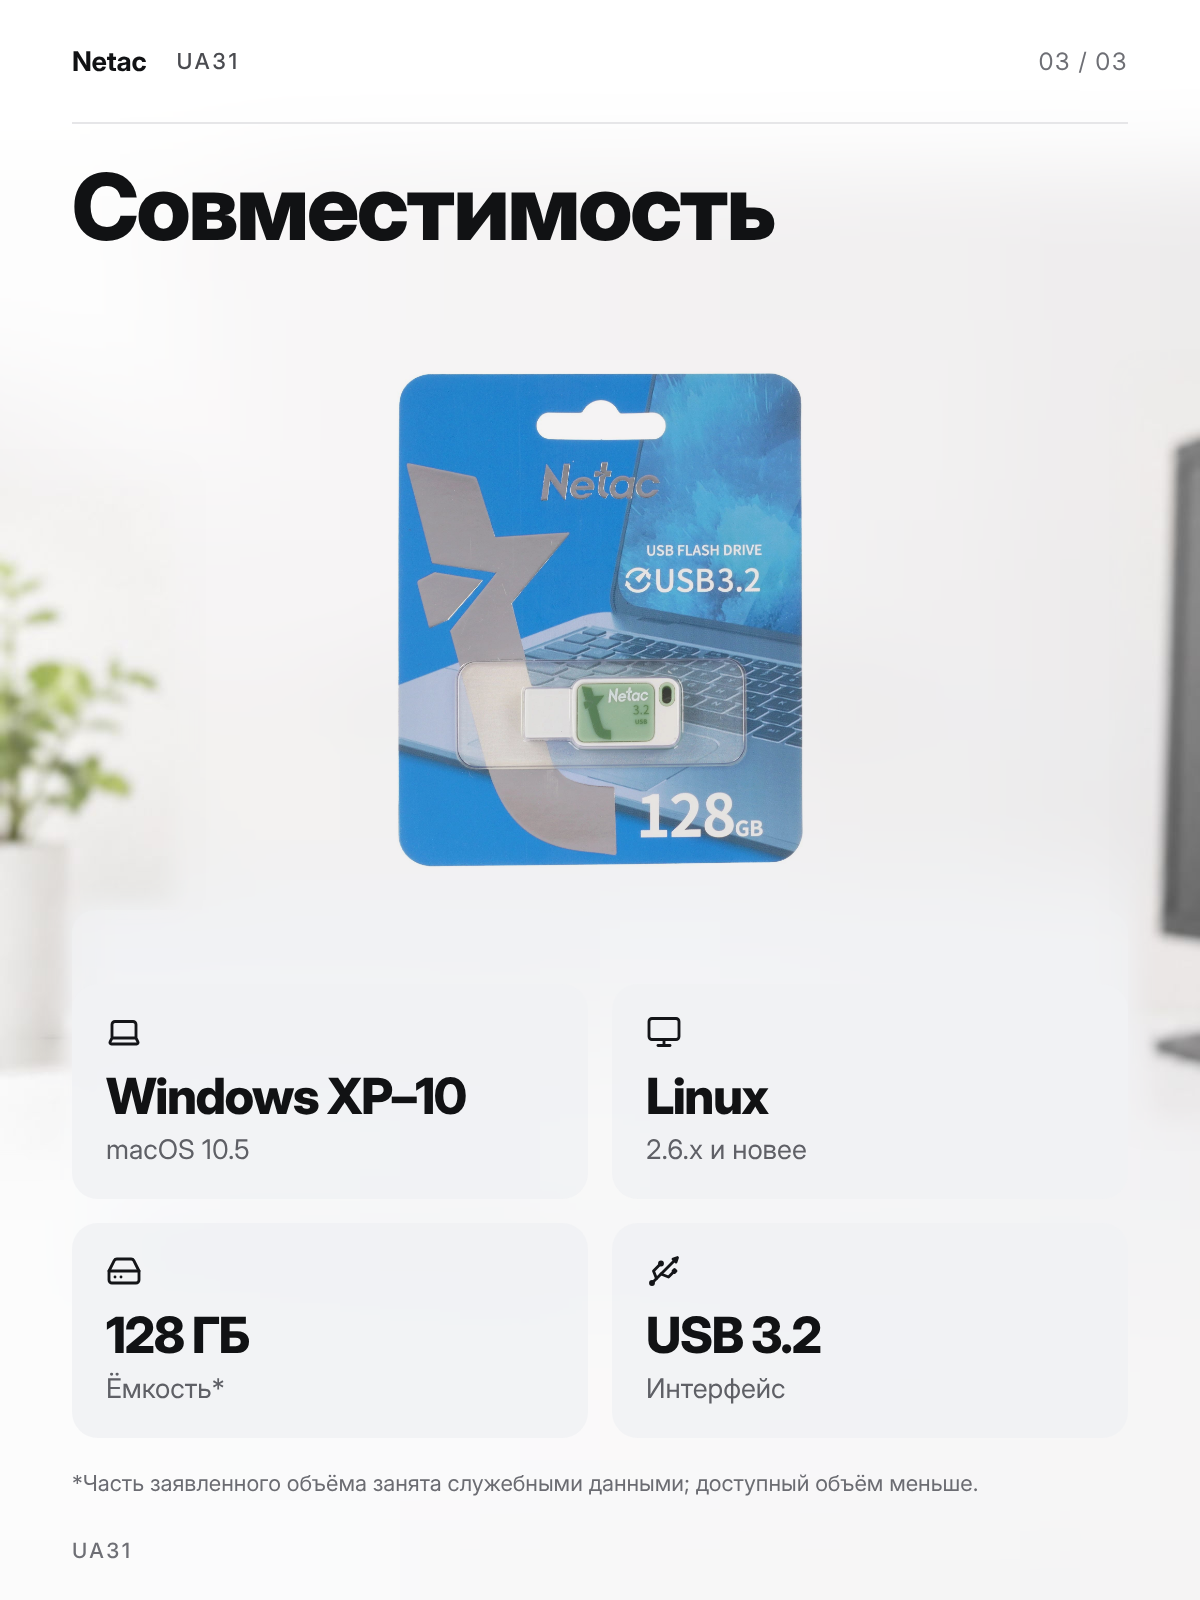 Netac UA31 03 / 03
Совместимость
Netac
USB FLASH DRIVE
USB3.2
Netac
3.2
USB
128GB
Windows XP–10
macOS 10.5
Linux
2.6.x и новее
128 ГБ
Ёмкость*
USB 3.2
Интерфейс
*Часть заявленного объёма занята служебными данными; доступный объём меньше.
UA31